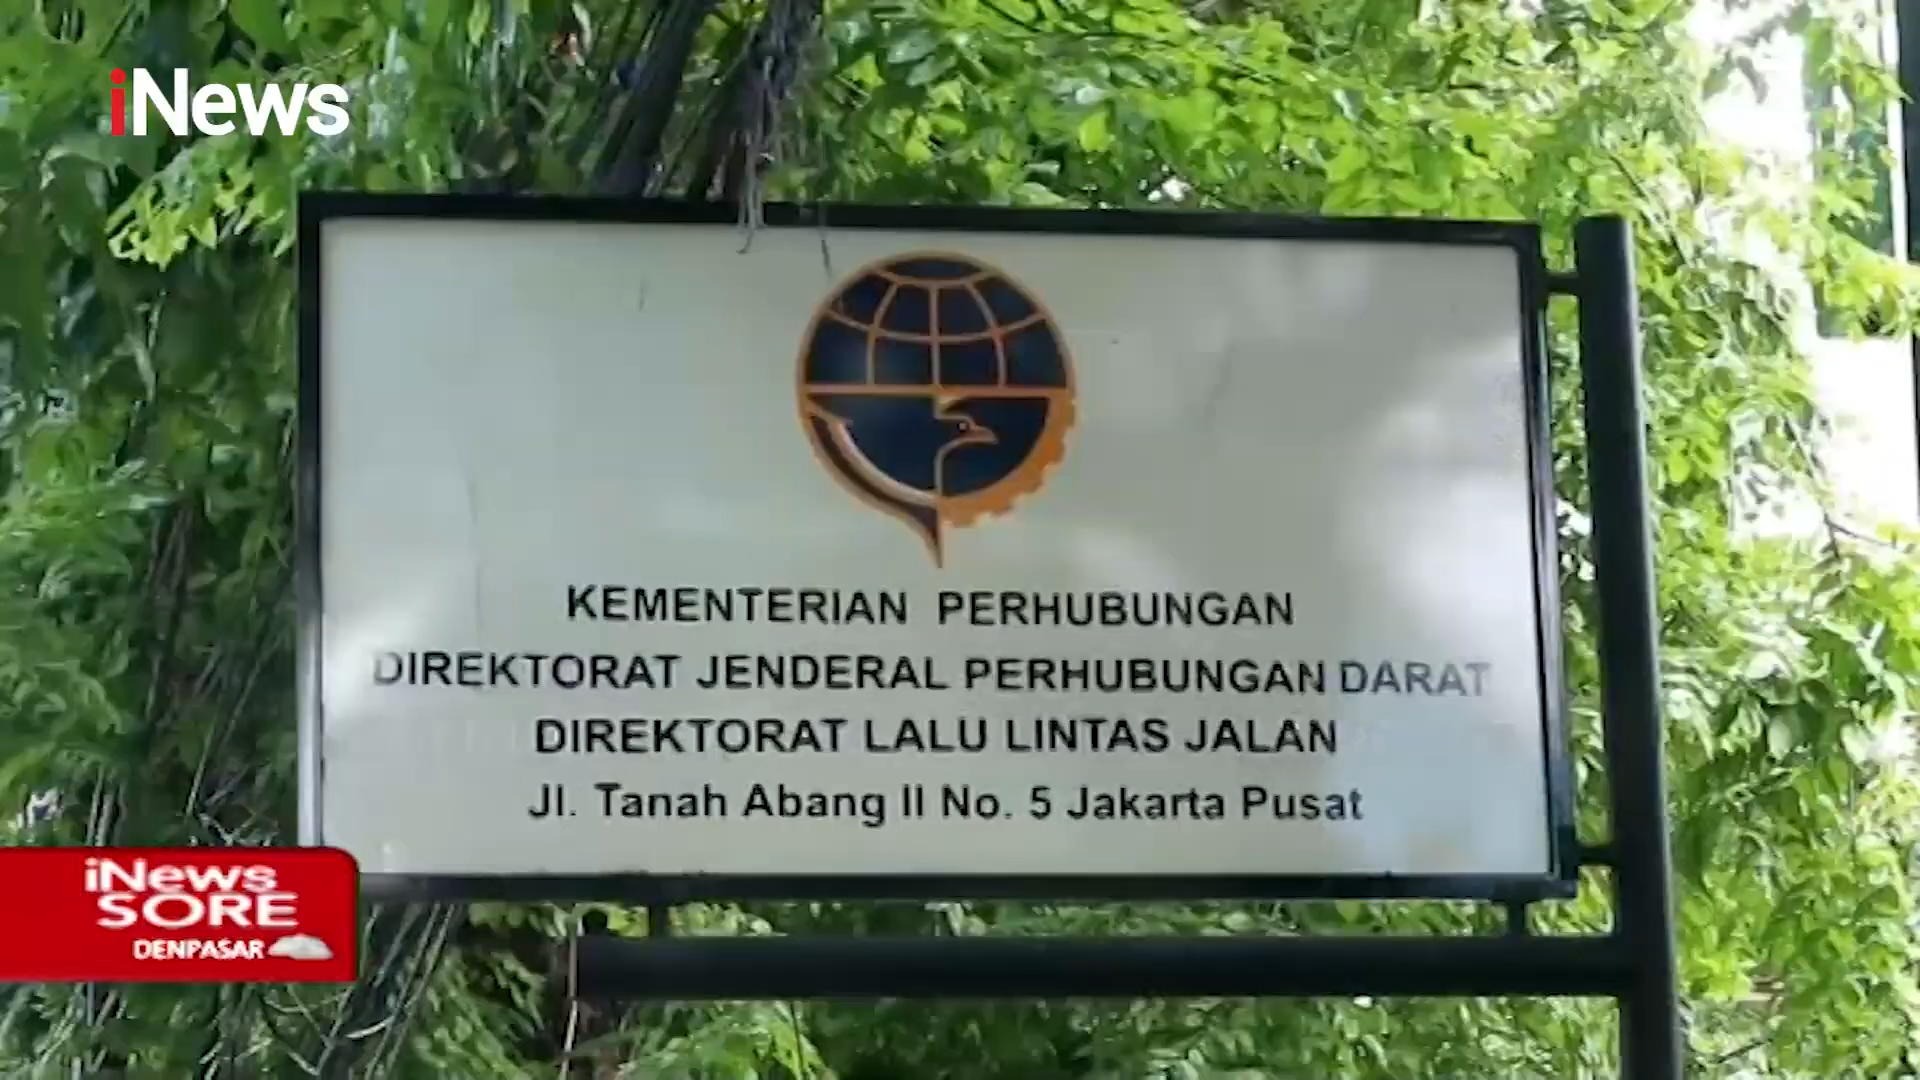 iNews
KEMENTERIAN PERHUBUNGAN
DIREKTORAT JENDERAL PERHUBUNGAN DARAT
DIREKTORAT LALU LINTAS JALAN
Jl. Tanah Abang II No. 5 Jakarta Pusat
iNews
SORE
DENPASAR